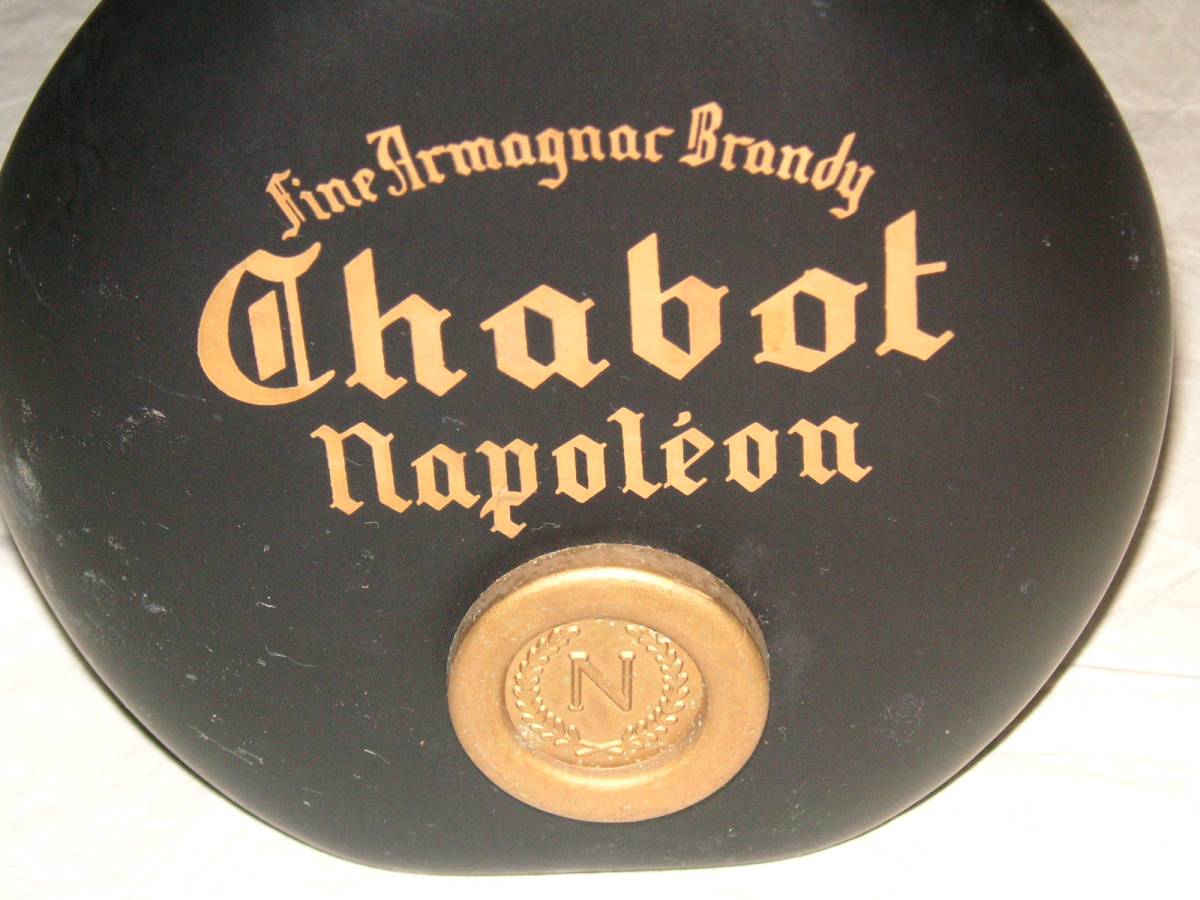 Fine Armagnac Brandy
Chabot
Napoléon
N